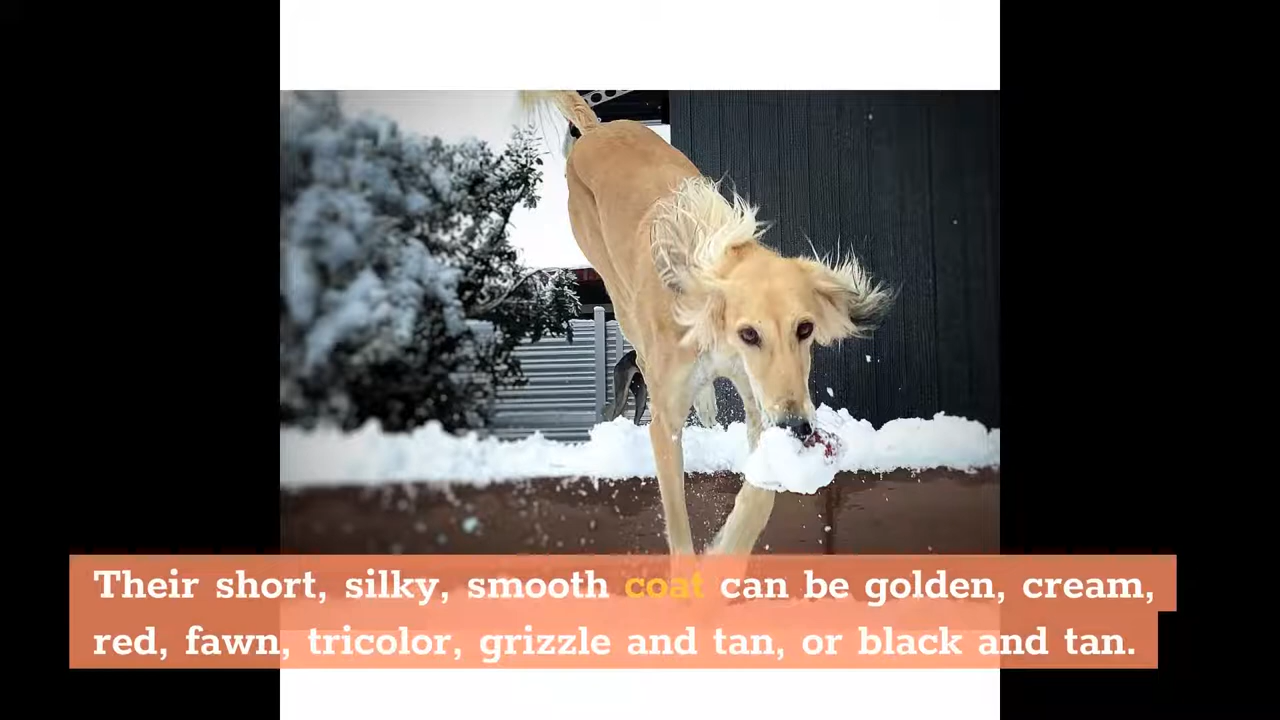 Their short, silky, smooth coat can be golden, cream,
red, fawn, tricolor, grizzle and tan, or black and tan.